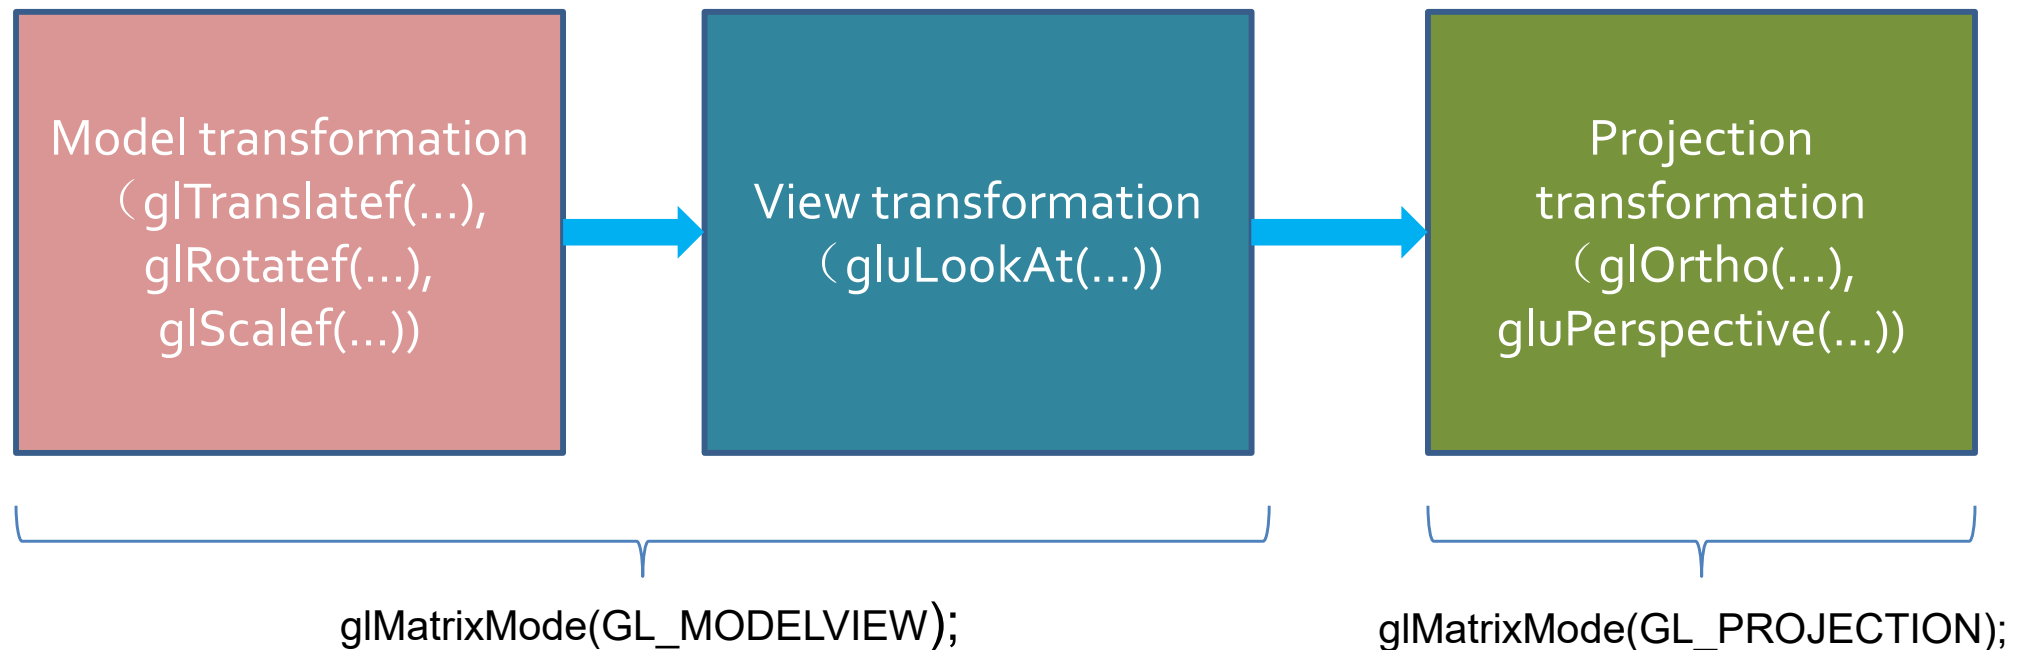 Model transformation
（glTranslatef(...),
glRotatef(...),
glScalef(...))
View transformation
（gluLookAt(...))
Projection
transformation
（glOrtho(...),
gluPerspective(...))
glMatrixMode(GL_MODELVIEW);
glMatrixMode(GL_PROJECTION);